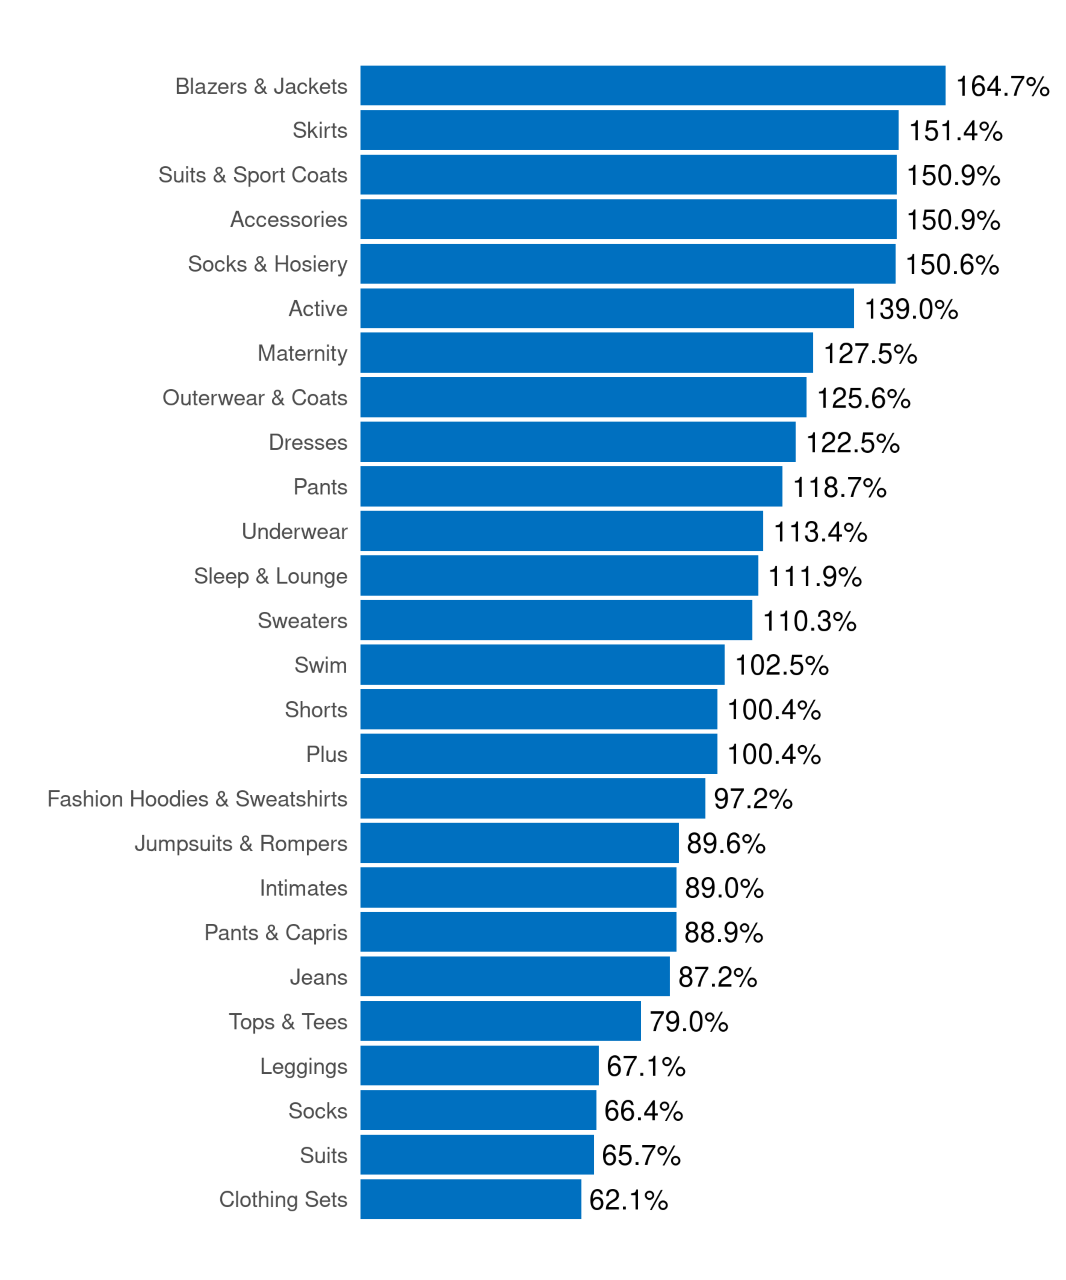 Blazers & Jackets 164.7%
Skirts 151.4%
Suits & Sport Coats 150.9%
Accessories 150.9%
Socks & Hosiery 150.6%
Active 139.0%
Maternity 127.5%
Outerwear & Coats 125.6%
Dresses 122.5%
Pants 118.7%
Underwear 113.4%
Sleep & Lounge 111.9%
Sweaters 110.3%
Swim 102.5%
Shorts 100.4%
Plus 100.4%
Fashion Hoodies & Sweatshirts 97.2%
Jumpsuits & Rompers 89.6%
Intimates 89.0%
Pants & Capris 88.9%
Jeans 87.2%
Tops & Tees 79.0%
Leggings 67.1%
Socks 66.4%
Suits 65.7%
Clothing Sets 62.1%